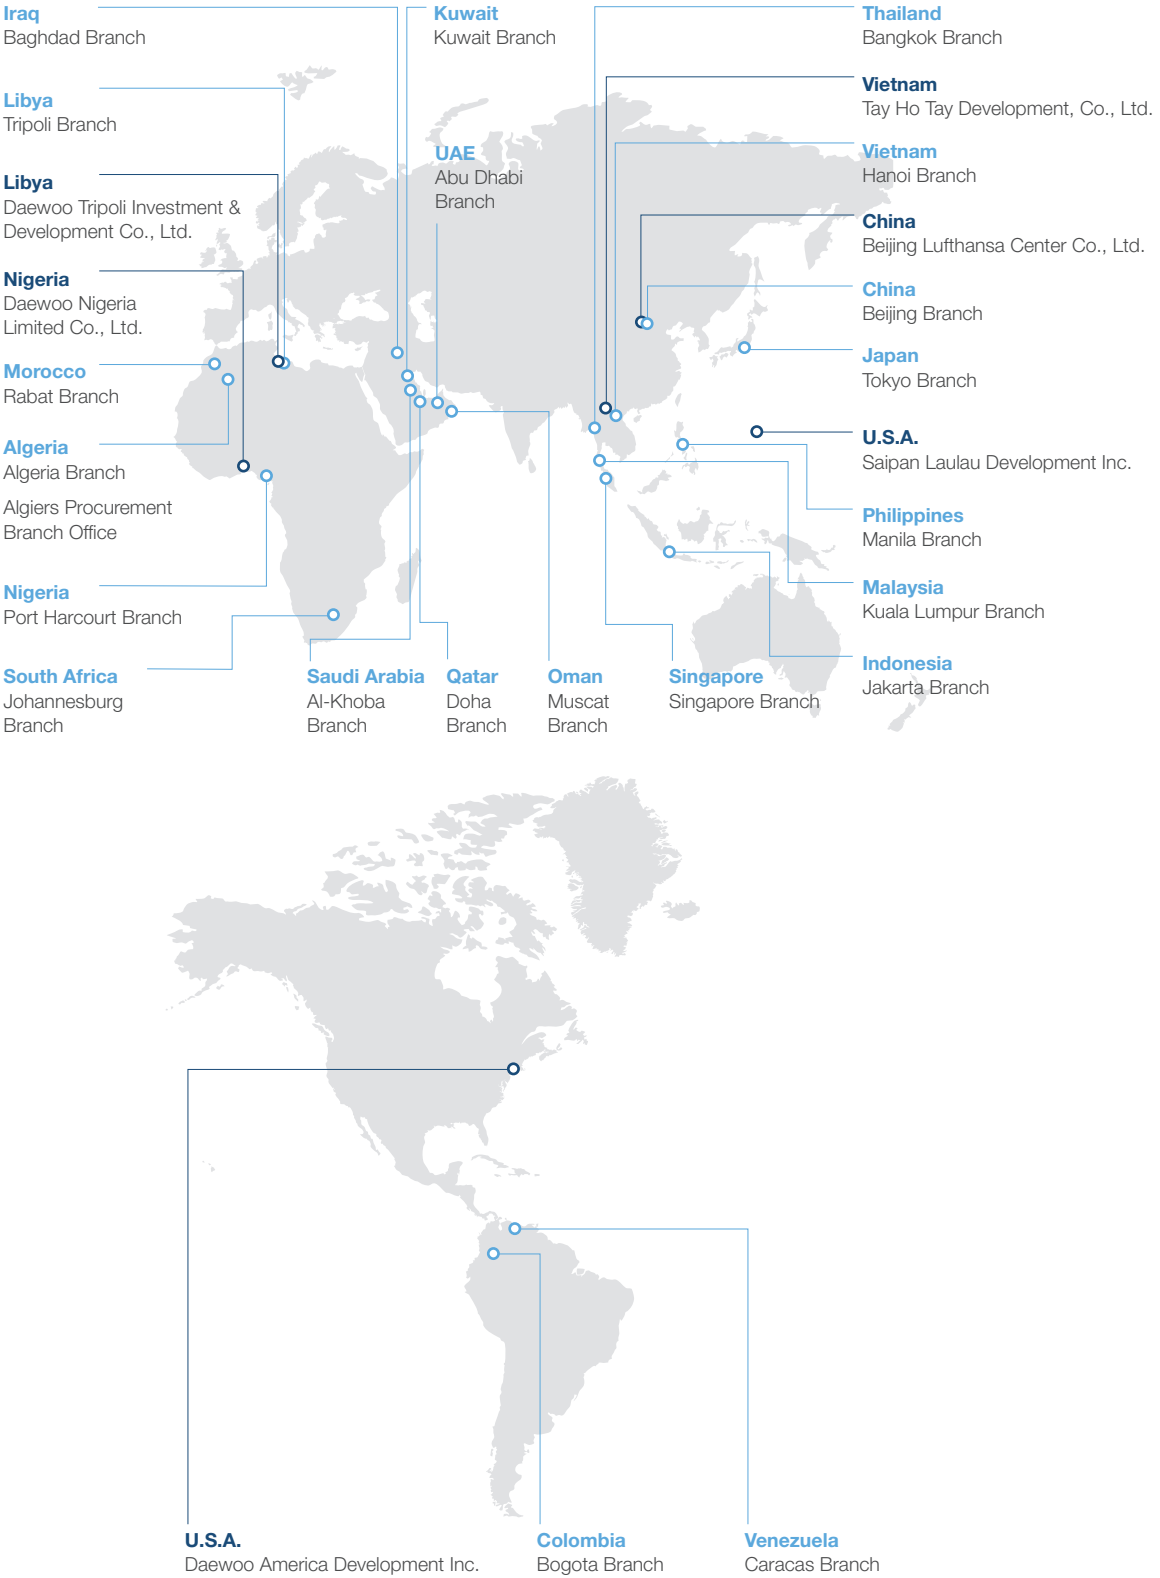 Iraq
Baghdad Branch
Libya
Tripoli Branch
Libya
Daewoo Tripoli Investment &
Development Co., Ltd.
Nigeria
Daewoo Nigeria
Limited Co., Ltd.
Morocco
Rabat Branch
Algeria
Algeria Branch
Algiers Procurement
Branch Office
Nigeria
Port Harcourt Branch
South Africa
Johannesburg
Branch
Kuwait
Kuwait Branch
UAE
Abu Dhabi
Branch
Saudi Arabia
Al-Khoba
Branch
Qatar
Doha
Branch
Oman
Muscat
Branch
Singapore
Singapore Branch
Thailand
Bangkok Branch
Vietnam
Tay Ho Tay Development, Co., Ltd.
Vietnam
Hanoi Branch
China
Beijing Lufthansa Center Co., Ltd.
China
Beijing Branch
Japan
Tokyo Branch
U.S.A.
Saipan Laulau Development Inc.
Philippines
Manila Branch
Malaysia
Kuala Lumpur Branch
Indonesia
Jakarta Branch
U.S.A.
Daewoo America Development Inc.
Colombia
Bogota Branch
Venezuela
Caracas Branch